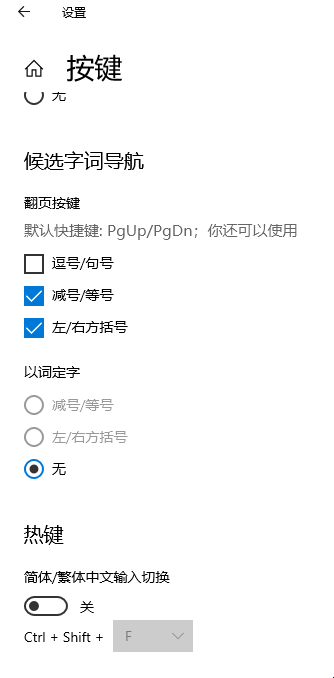 设置
按键
无
候选字词导航
翻页按键
默认快捷键: PgUp/PgDn；你还可以使用
逗号/句号
减号/等号
左/右方括号
以词定字
减号/等号
左/右方括号
无
热键
简体/繁体中文输入切换
关
Ctrl + Shift + F